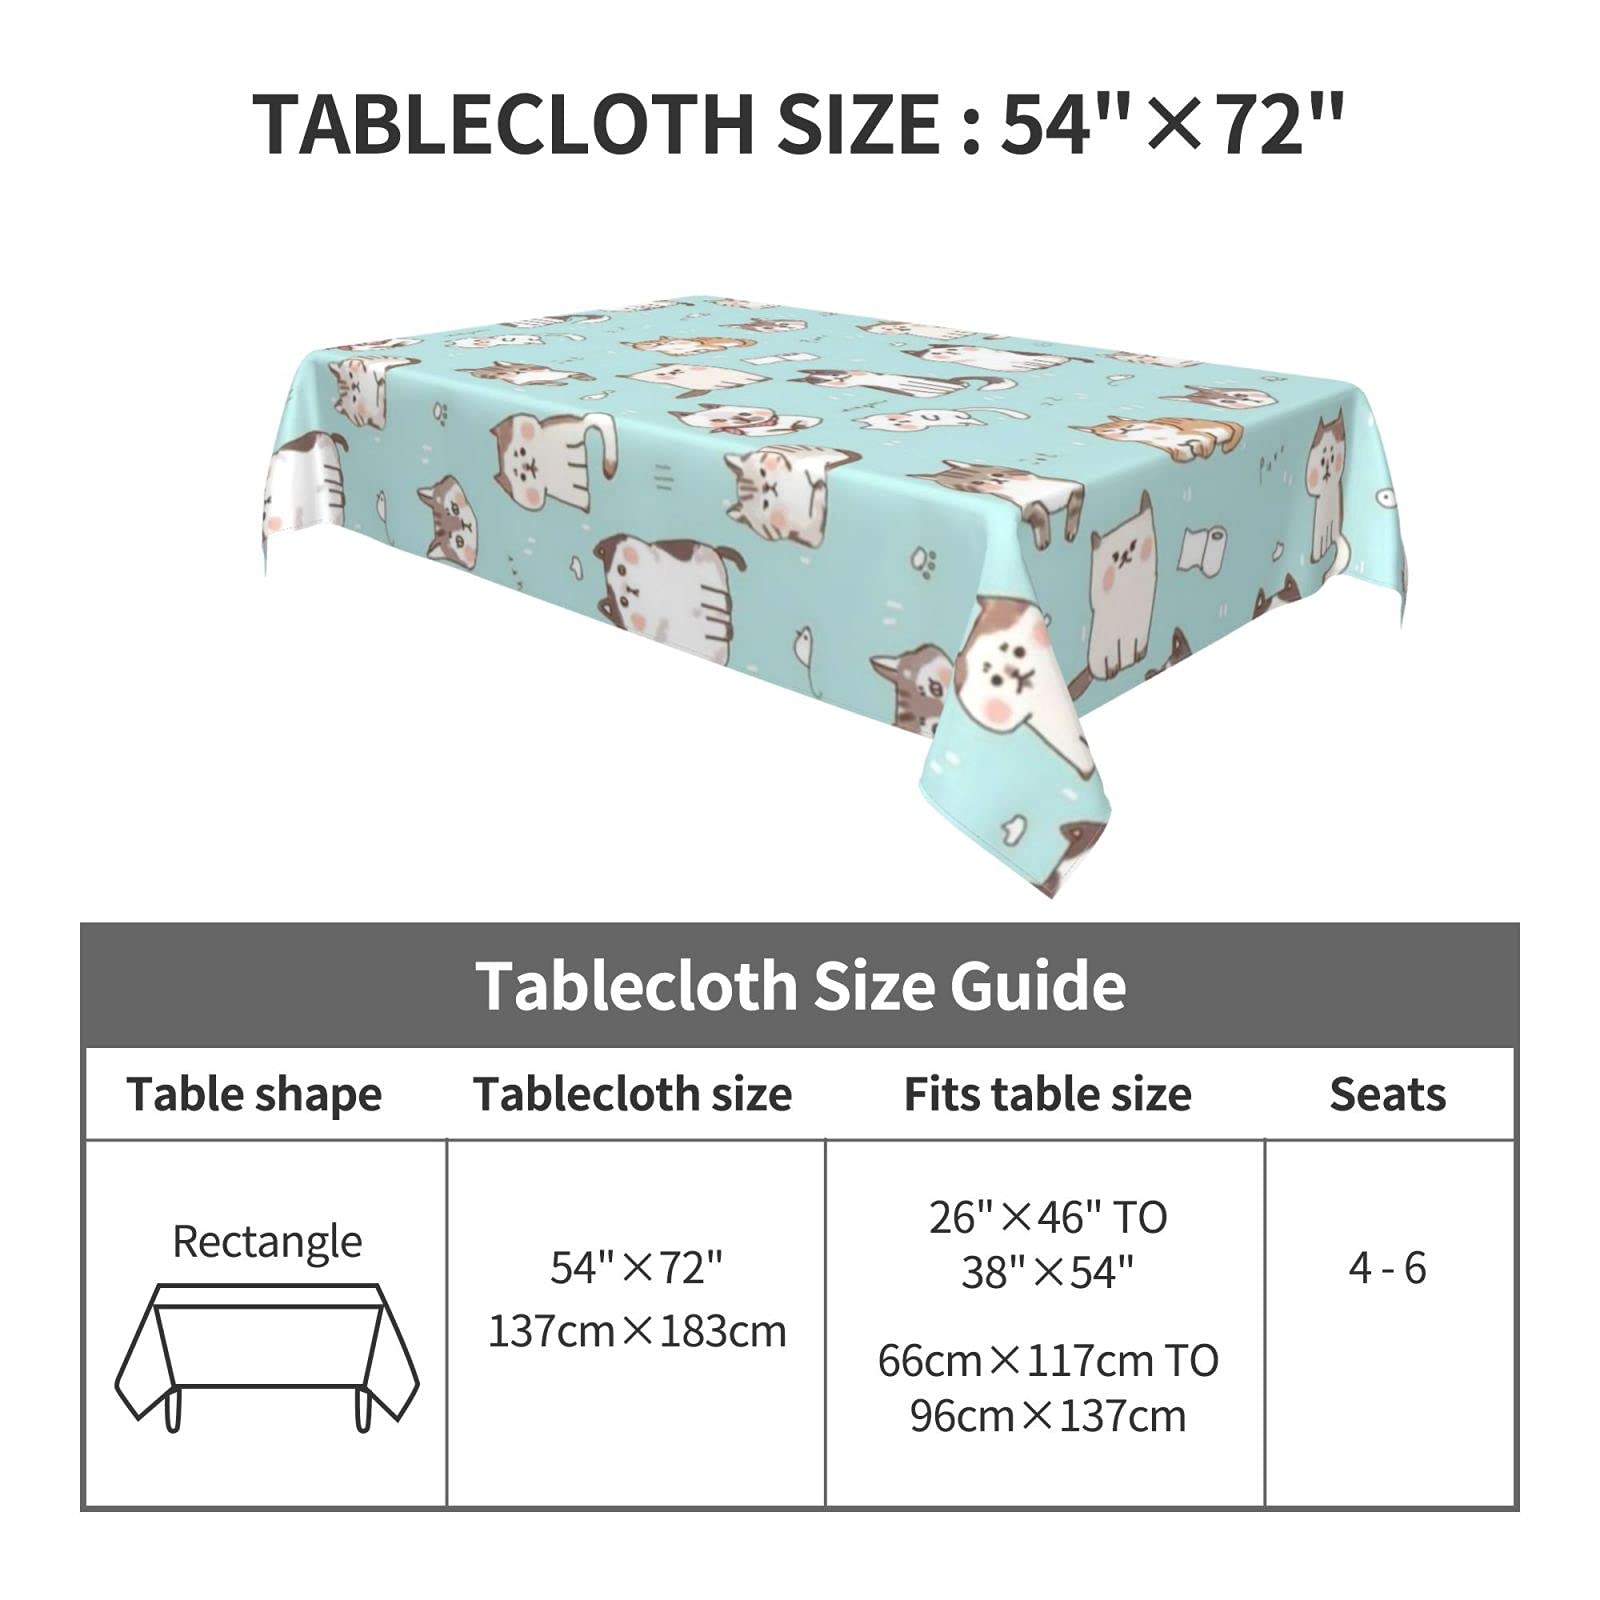 TABLECLOTH SIZE : 54"×72"
purr
Tablecloth Size Guide
Table shape
Tablecloth size
Fits table size
Seats
Rectangle
54"×72"
137cm×183cm
26"×46" TO
38"×54"
66cm×117cm TO
96cm×137cm
4 - 6